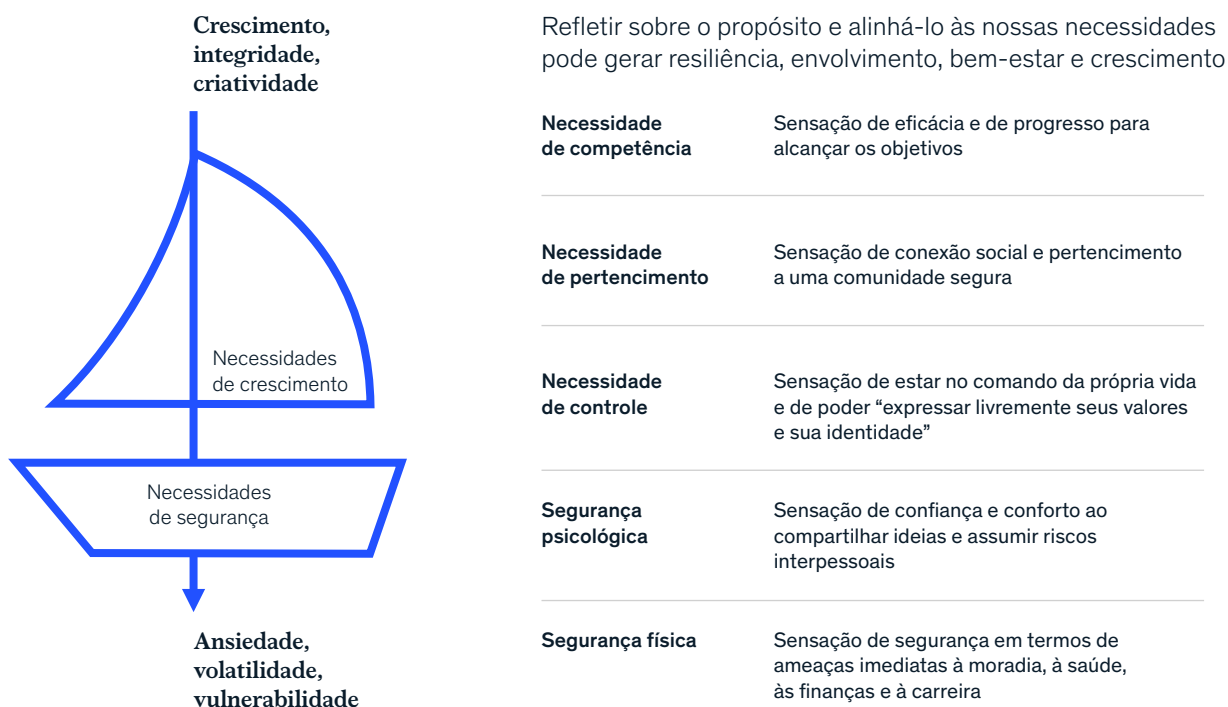 Crescimento,
integridade,
criatividade
Necessidades
de crescimento
Necessidades
de segurança
Ansiedade,
volatilidade,
vulnerabilidade
Refletir sobre o propósito e alinhá-lo às nossas necessidades
pode gerar resiliência, envolvimento, bem-estar e crescimento
Necessidade
de competência
Sensação de eficácia e de progresso para
alcançar os objetivos
Necessidade
de pertencimento
Sensação de conexão social e pertencimento
a uma comunidade segura
Necessidade
de controle
Sensação de estar no comando da própria vida
e de poder “expressar livremente seus valores
e sua identidade”
Segurança
psicológica
Sensação de confiança e conforto ao
compartilhar ideias e assumir riscos
interpessoais
Segurança física
Sensação de segurança em termos de
ameaças imediatas à moradia, à saúde,
às finanças e à carreira